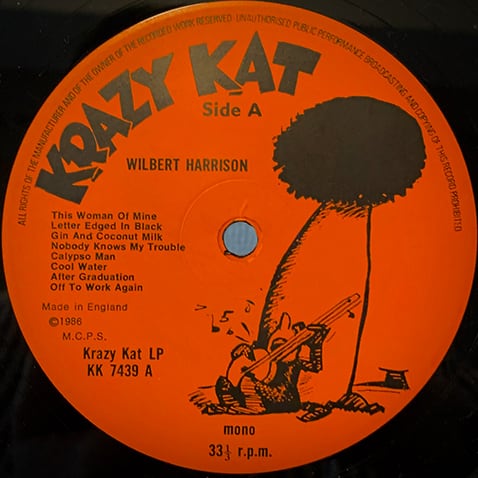 ALL RIGHTS OF THE MANUFACTURER AND OF THE OWNER OF THE RECORDED WORK RESERVED · UNAUTHORISED PUBLIC PERFORMANCE BROADCASTING AND COPYING OF THIS RECORD PROHIBITED
KRAZY KAT
Side A
WILBERT HARRISON
This Woman Of Mine
Letter Edged In Black
Gin And Coconut Milk
Nobody Knows My Trouble
Calypso Man
Cool Water
After Graduation
Off To Work Again
Made in England
©1986
M.C.P.S.
Krazy Kat LP
KK 7439 A
mono
33⅓ r.p.m.